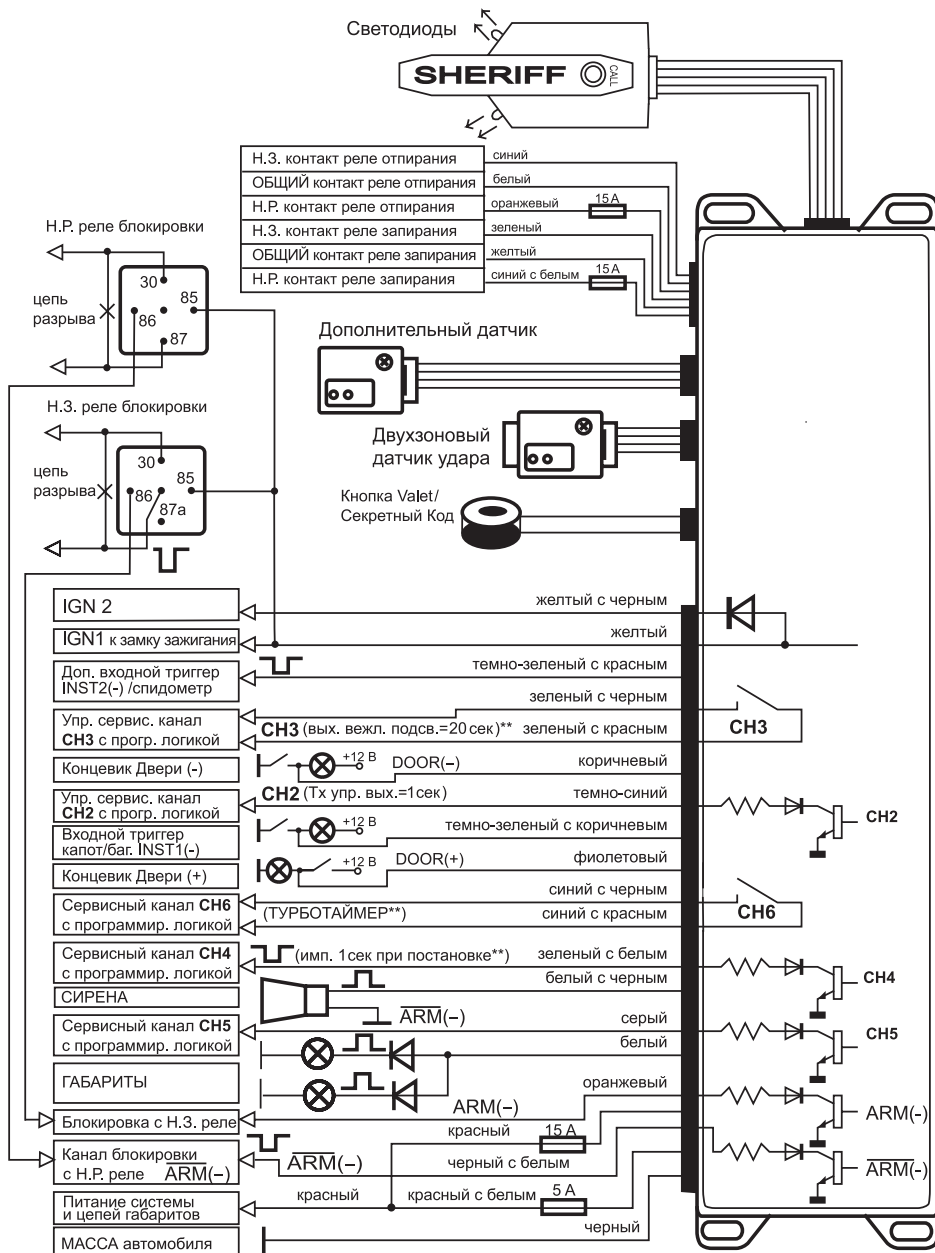 Светодиоды
SHERIFF
CALL
Н.З. контакт реле отпирания
синий
ОБЩИЙ контакт реле отпирания
белый
Н.Р. контакт реле отпирания
оранжевый
15 А
Н.З. контакт реле запирания
зеленый
ОБЩИЙ контакт реле запирания
желтый
Н.Р. контакт реле запирания
синий с белым
15 А
Н.Р. реле блокировки
30
85
86
87
цепь
разрыва
Дополнительный датчик
Н.З. реле блокировки
30
85
86
87a
цепь
разрыва
Двухзоновый
датчик удара
Кнопка Valet/
Секретный Код
IGN 2
желтый с черным
IGN1 к замку зажигания
желтый
Доп. входной триггер
INST2(-) /спидометр
темно-зеленый с красным
Упр. сервис. канал
CH3 с прогр. логикой
зеленый с черным
CH3 (вых. вежл. подсв.=20 сек)**
зеленый с красным
CH3
Концевик Двери (-)
+12 В
DOOR(–)
коричневый
Упр. сервис. канал
CH2 с прогр. логикой
CH2 (Тх упр. вых.=1сек)
темно-синий
CH2
Входной триггер
капот/баг. INST1(-)
+12 В
темно-зеленый с коричневым
Концевик Двери (+)
+12 В
DOOR(+)
фиолетовый
Сервисный канал CH6
с программир. логикой
синий с черным
(ТУРБОТАЙМЕР**)
синий с красным
CH6
Сервисный канал CH4
с программир. логикой
(имп. 1сек при постановке**)
зеленый с белым
CH4
СИРЕНА
белый с черным
ARM(–)
Сервисный канал CH5
с программир. логикой
серый
CH5
белый
ГАБАРИТЫ
оранжевый
Блокировка с Н.З. реле
ARM(–)
ARM(–)
красный
15 А
Канал блокировки
с Н.Р. реле ARM(–)
ARM(–)
черный с белым
ARM(–)
Питание системы
и цепей габаритов
красный
красный с белым
5 А
МАССА автомобиля
черный